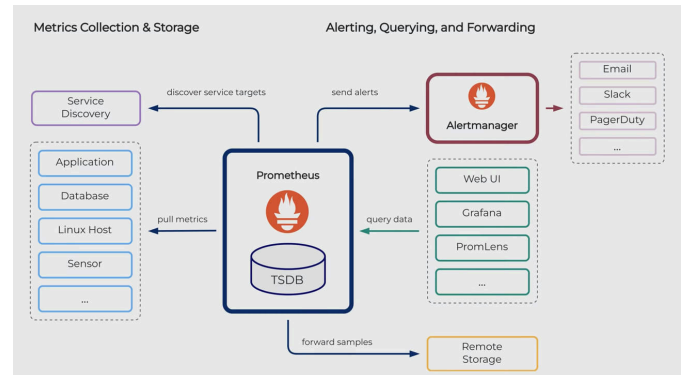 Metrics Collection & Storage
Alerting, Querying, and Forwarding
discover service targets
send alerts
Service
Discovery
Alertmanager
Email
Slack
PagerDuty
...
Application
Database
Linux Host
Sensor
...
pull metrics
Prometheus
TSDB
query data
Web UI
Grafana
PromLens
...
forward samples
Remote
Storage